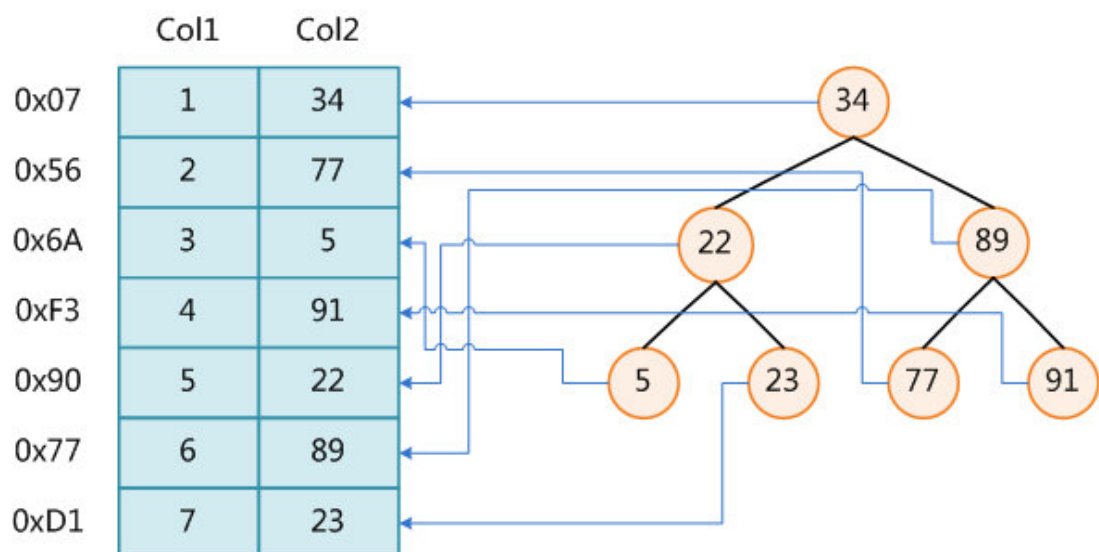 Col1 Col2
0x07 1 34 34
0x56 2 77
0x6A 3 5 22 89
0xF3 4 91
0x90 5 22 5 23 77 91
0x77 6 89
0xD1 7 23